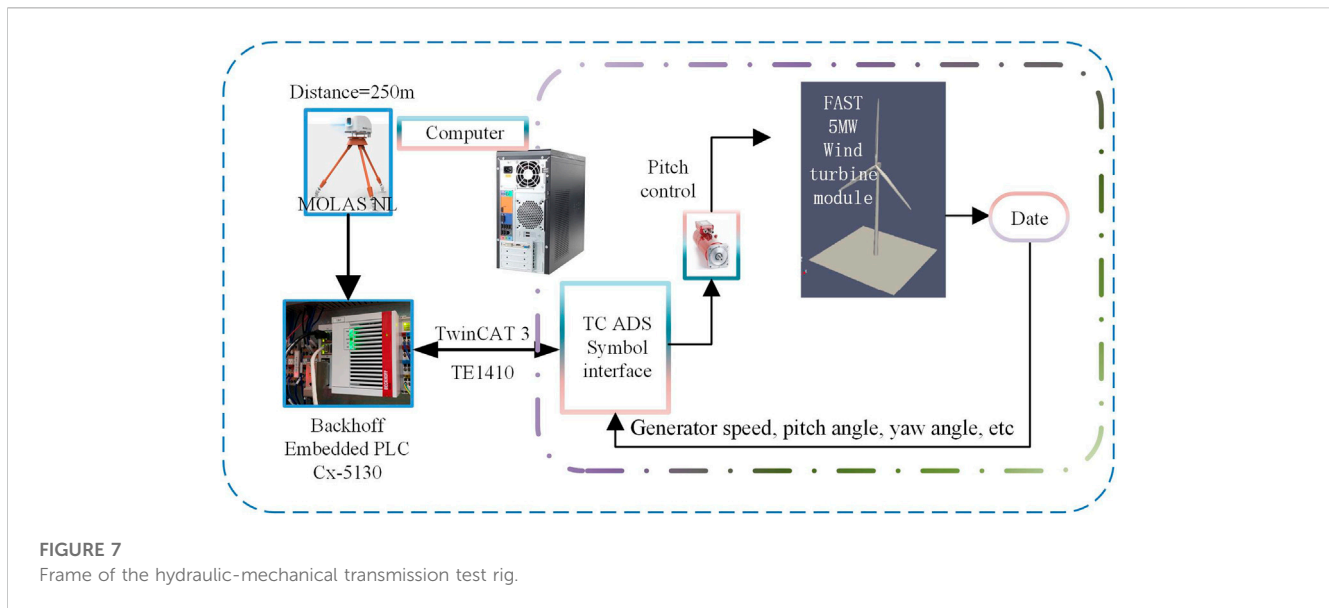 Distance=250m
MOLAS NL
Computer
Backhoff
Embedded PLC
Cx-5130
TwinCAT 3
TE1410
TC ADS
Symbol
interface
Pitch
control
FAST
5MW
Wind
turbine
module
Date
Generator speed, pitch angle, yaw angle, etc
FIGURE 7
Frame of the hydraulic-mechanical transmission test rig.